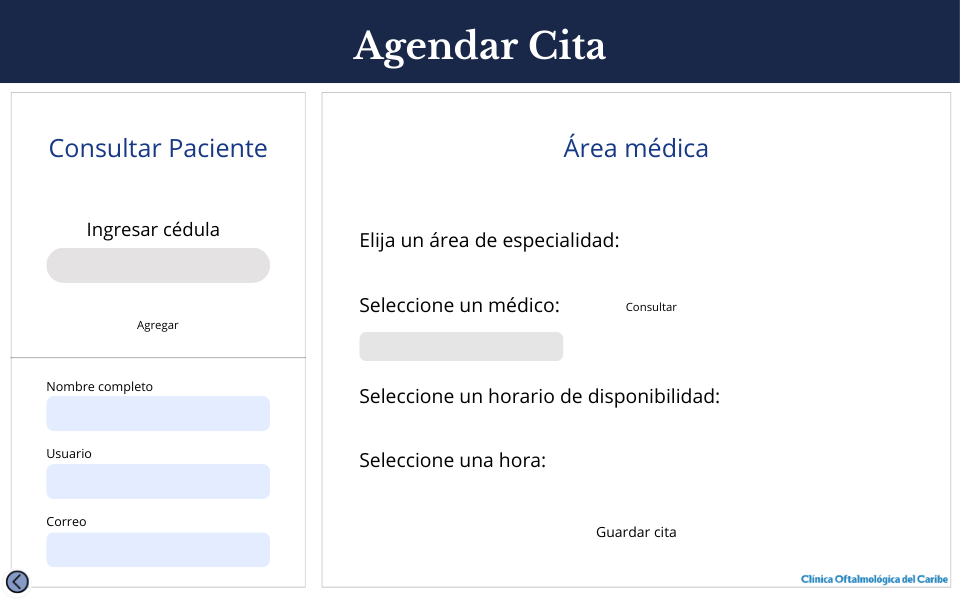 Agendar Cita
Consultar Paciente
Ingresar cédula
Agregar
Nombre completo
Usuario
Correo
Área médica
Elija un área de especialidad:
Seleccione un médico:
Consultar
Seleccione un horario de disponibilidad:
Seleccione una hora:
Guardar cita
Clínica Oftalmológica del Caribe